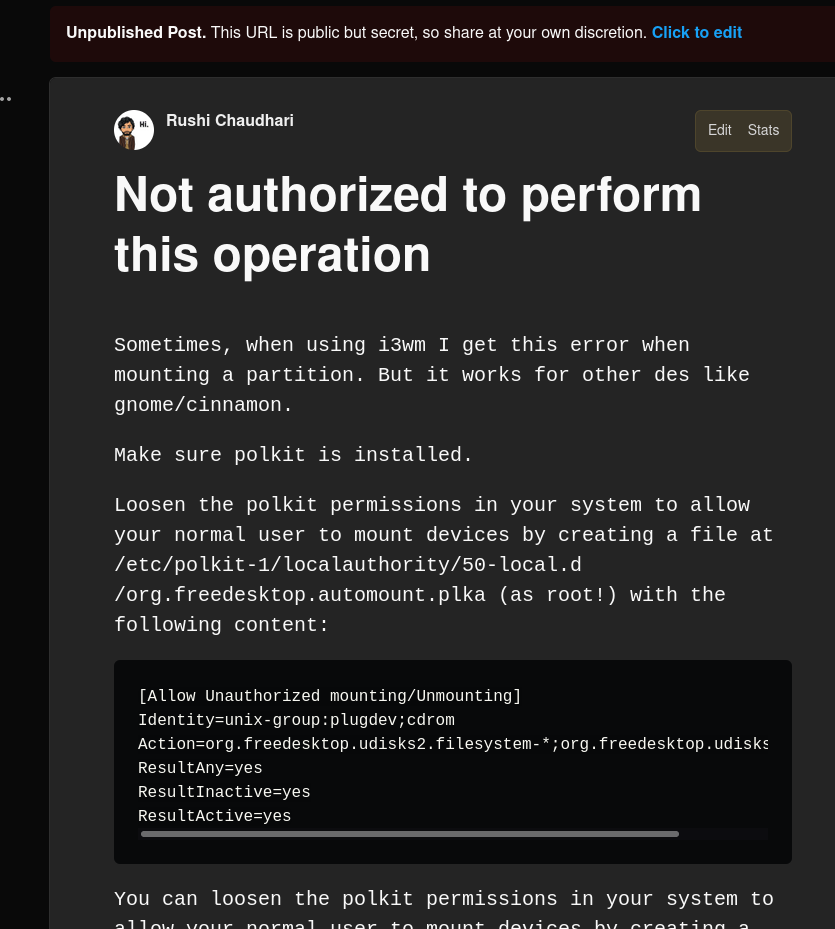 Unpublished Post. This URL is public but secret, so share at your own discretion. Click to edit
Hi.
Rushi Chaudhari
Edit Stats
Not authorized to perform
this operation
Sometimes, when using i3wm I get this error when
mounting a partition. But it works for other des like
gnome/cinnamon.
Make sure polkit is installed.
Loosen the polkit permissions in your system to allow
your normal user to mount devices by creating a file at
/etc/polkit-1/localauthority/50-local.d
/org.freedesktop.automount.plka (as root!) with the
following content:
[Allow Unauthorized mounting/Unmounting]
Identity=unix-group:plugdev;cdrom
Action=org.freedesktop.udisks2.filesystem-*;org.freedesktop.udisks
ResultAny=yes
ResultInactive=yes
ResultActive=yes
You can loosen the polkit permissions in your system to
allow your normal user to mount devices by creating a